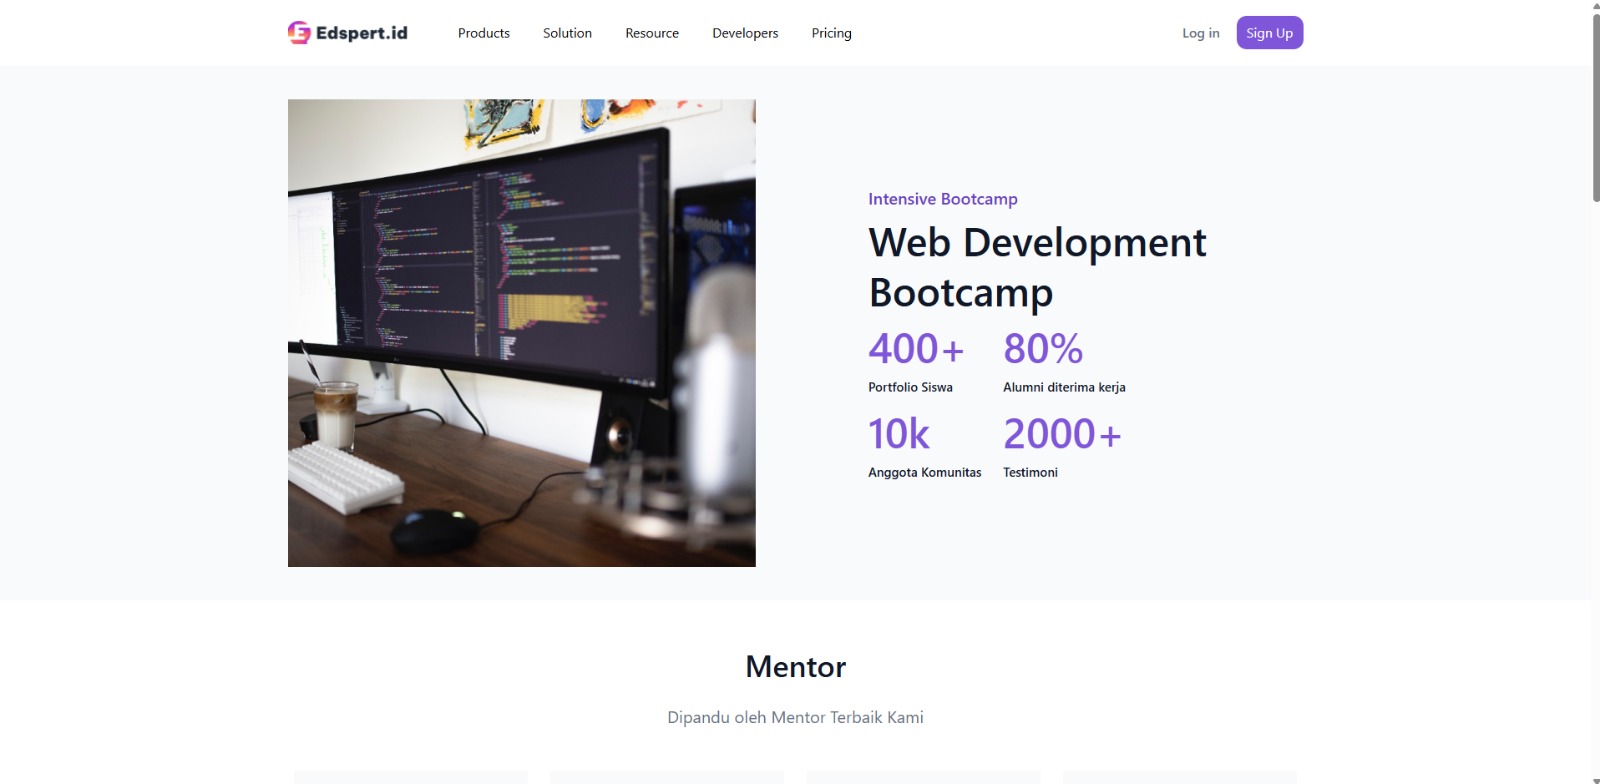 Edspert.id
Products
Solution
Resource
Developers
Pricing
Log in
Sign Up
Intensive Bootcamp
Web Development
Bootcamp
400+
Portfolio Siswa
80%
Alumni diterima kerja
10k
Anggota Komunitas
2000+
Testimoni
Mentor
Dipandu oleh Mentor Terbaik Kami